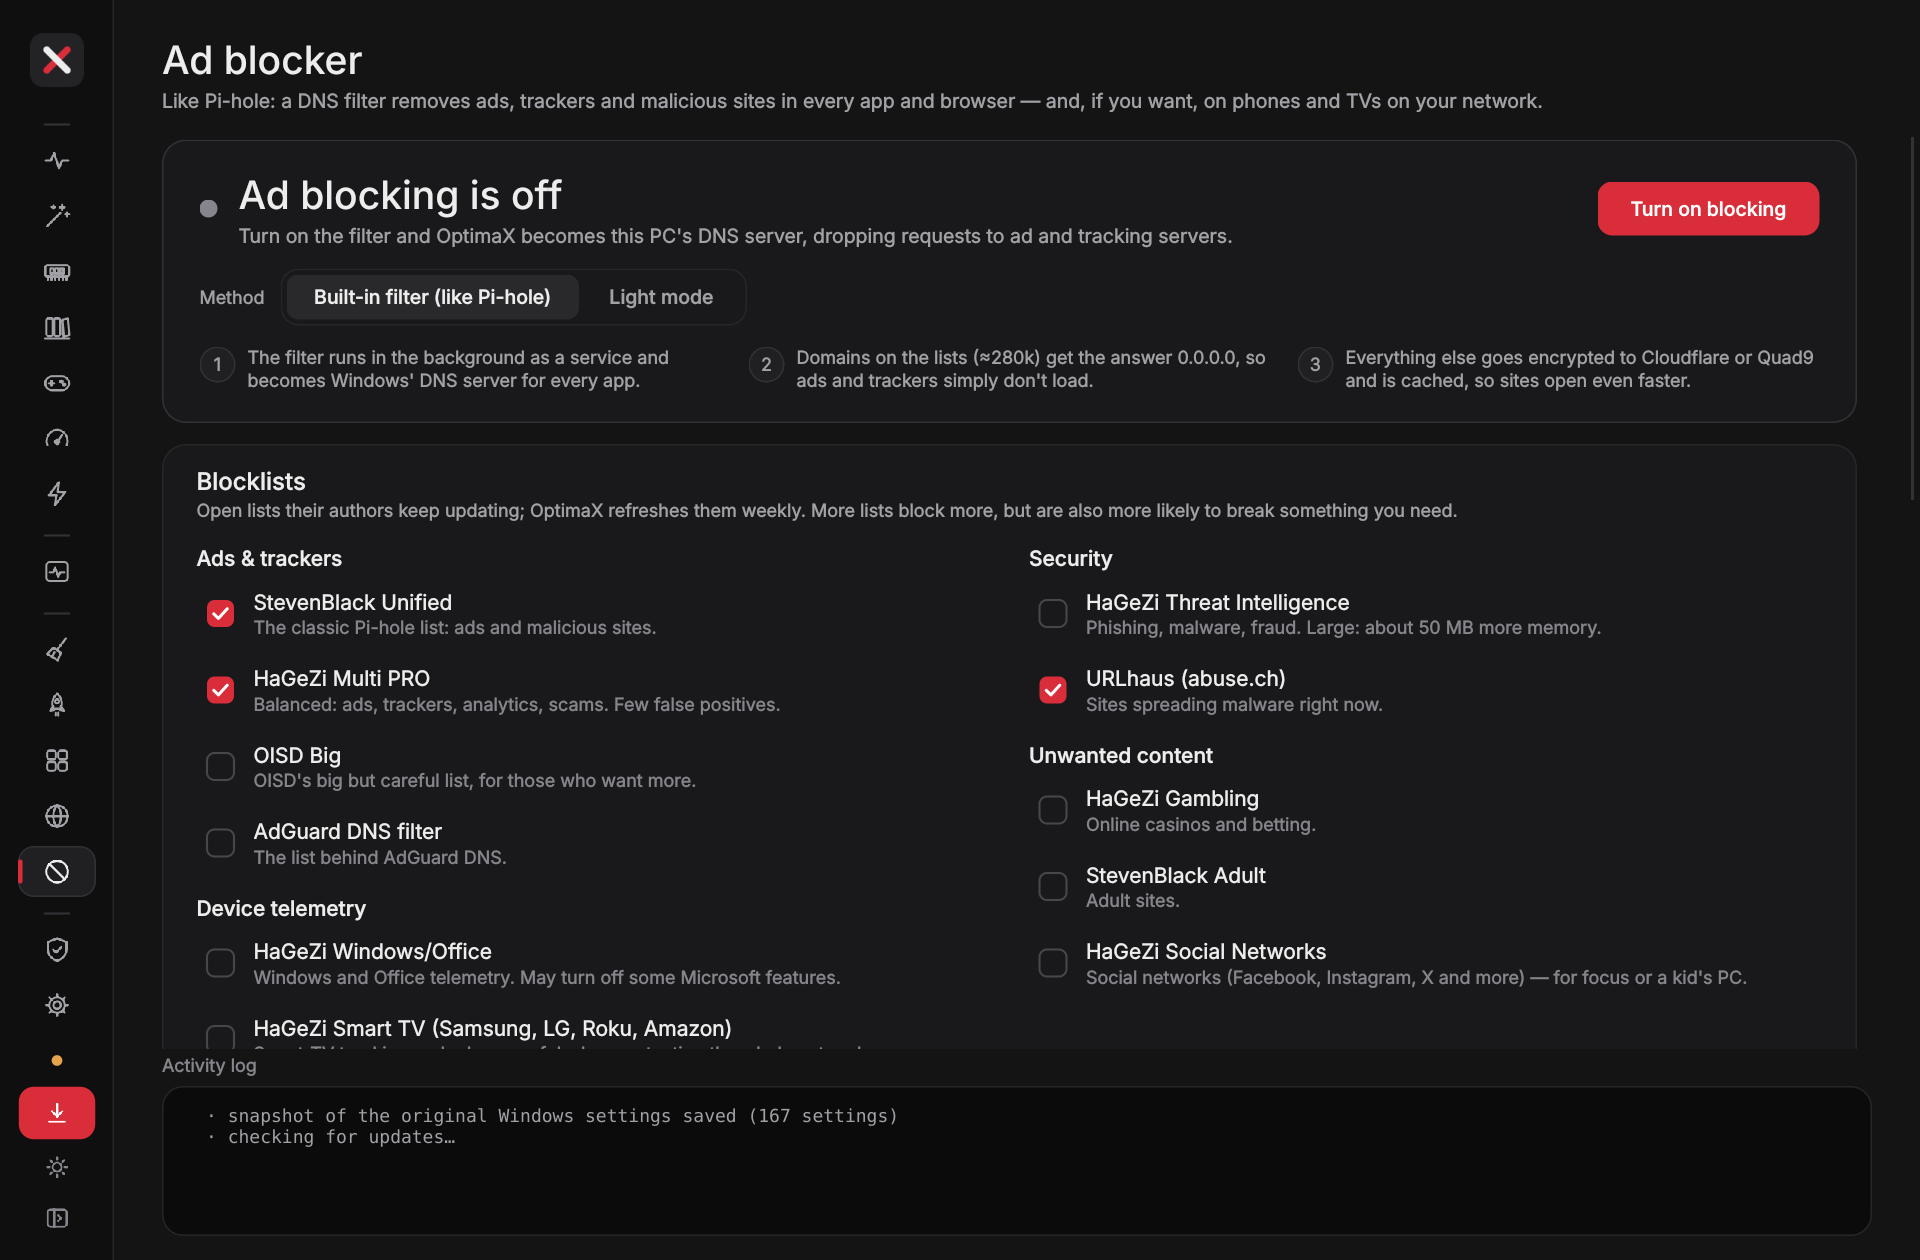 Ad blocker
Like Pi-hole: a DNS filter removes ads, trackers and malicious sites in every app and browser — and, if you want, on phones and TVs on your network.
Ad blocking is off
Turn on the filter and OptimaX becomes this PC's DNS server, dropping requests to ad and tracking servers.
Turn on blocking
Method
Built-in filter (like Pi-hole)
Light mode
1
The filter runs in the background as a service and
becomes Windows' DNS server for every app.
2
Domains on the lists (≈280k) get the answer 0.0.0.0, so
ads and trackers simply don't load.
3
Everything else goes encrypted to Cloudflare or Quad9
and is cached, so sites open even faster.
Blocklists
Open lists their authors keep updating; OptimaX refreshes them weekly. More lists block more, but are also more likely to break something you need.
Ads & trackers
StevenBlack Unified
The classic Pi-hole list: ads and malicious sites.
HaGeZi Multi PRO
Balanced: ads, trackers, analytics, scams. Few false positives.
OISD Big
OISD's big but careful list, for those who want more.
AdGuard DNS filter
The list behind AdGuard DNS.
Device telemetry
HaGeZi Windows/Office
Windows and Office telemetry. May turn off some Microsoft features.
HaGeZi Smart TV (Samsung, LG, Roku, Amazon)
Security
HaGeZi Threat Intelligence
Phishing, malware, fraud. Large: about 50 MB more memory.
URLhaus (abuse.ch)
Sites spreading malware right now.
Unwanted content
HaGeZi Gambling
Online casinos and betting.
StevenBlack Adult
Adult sites.
HaGeZi Social Networks
Social networks (Facebook, Instagram, X and more) — for focus or a kid's PC.
Activity log
· snapshot of the original Windows settings saved (167 settings)
· checking for updates…